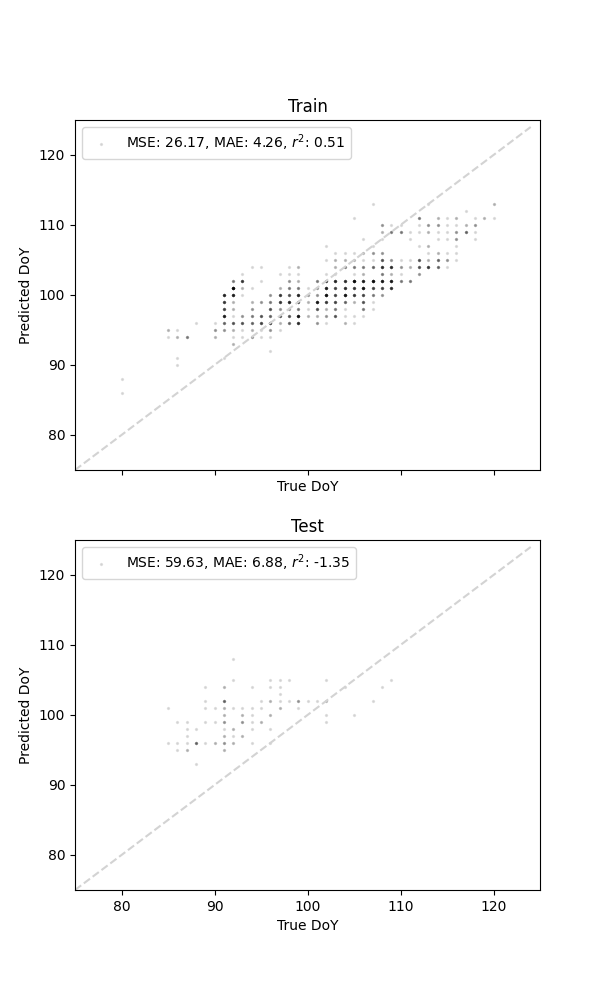 Train
MSE: 26.17, MAE: 4.26, r²: 0.51
120
110
100
90
80
Predicted DoY
True DoY
Test
MSE: 59.63, MAE: 6.88, r²: -1.35
120
110
100
90
80
Predicted DoY
80 90 100 110 120
True DoY